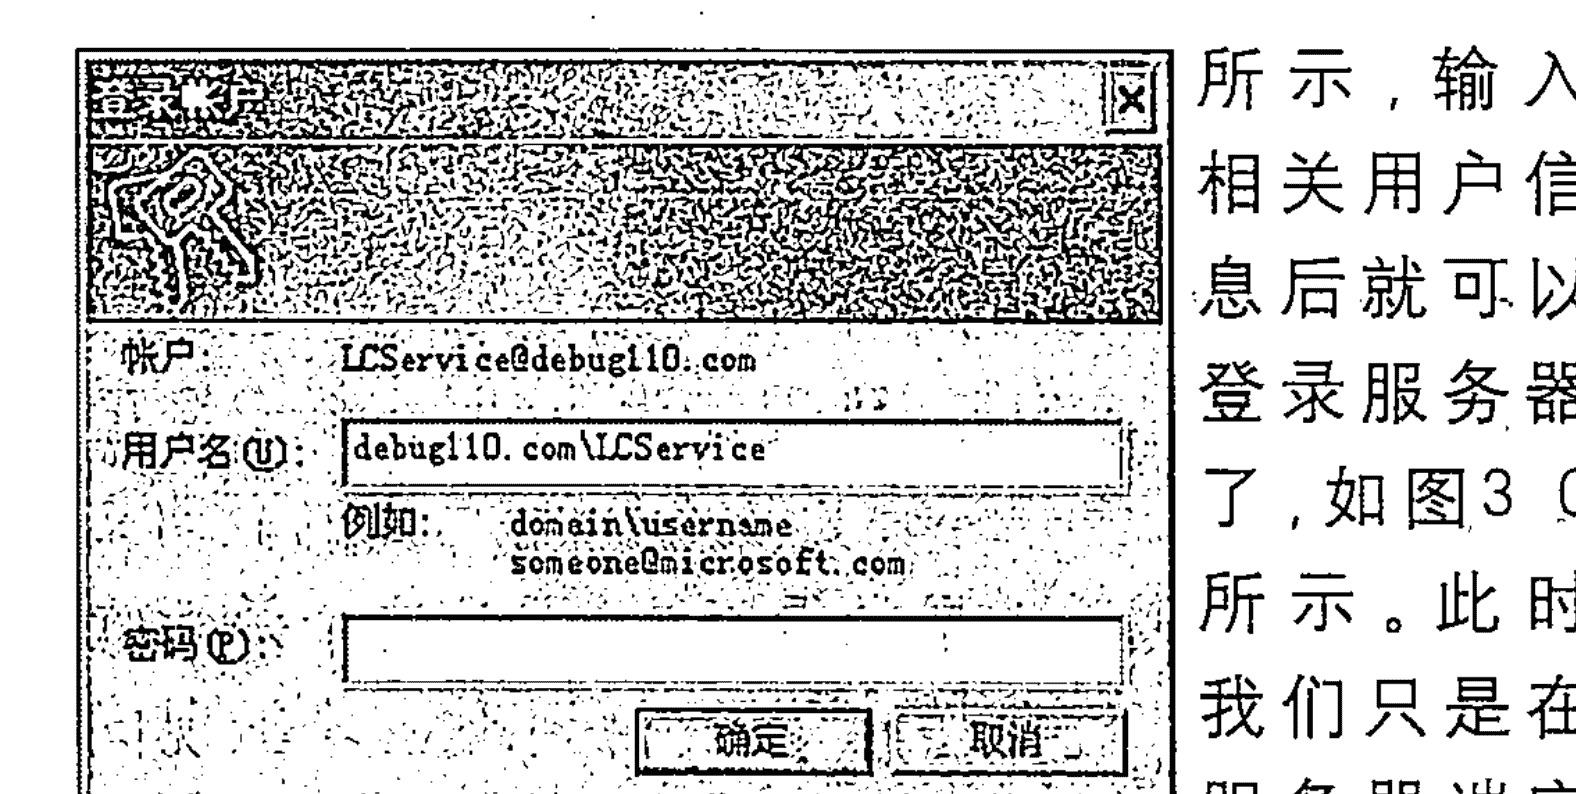 登录帐户
帐户: LCService@debug110.com
用户名(U): debug110.com\LCService
例如: domain\username
someone@microsoft.com
密码(P):
确定 取消
所示，输入
相关用户信
息后就可以
登录服务器
了，如图30
所示。此时
我们只是在